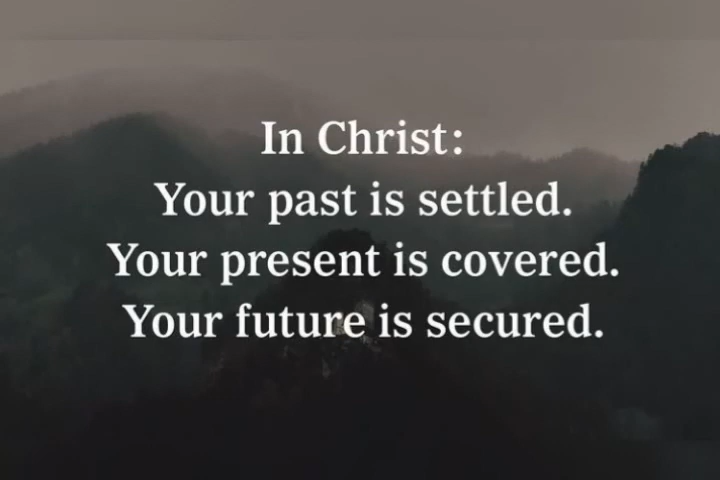 In Christ:
Your past is settled.
Your present is covered.
Your future is secured.